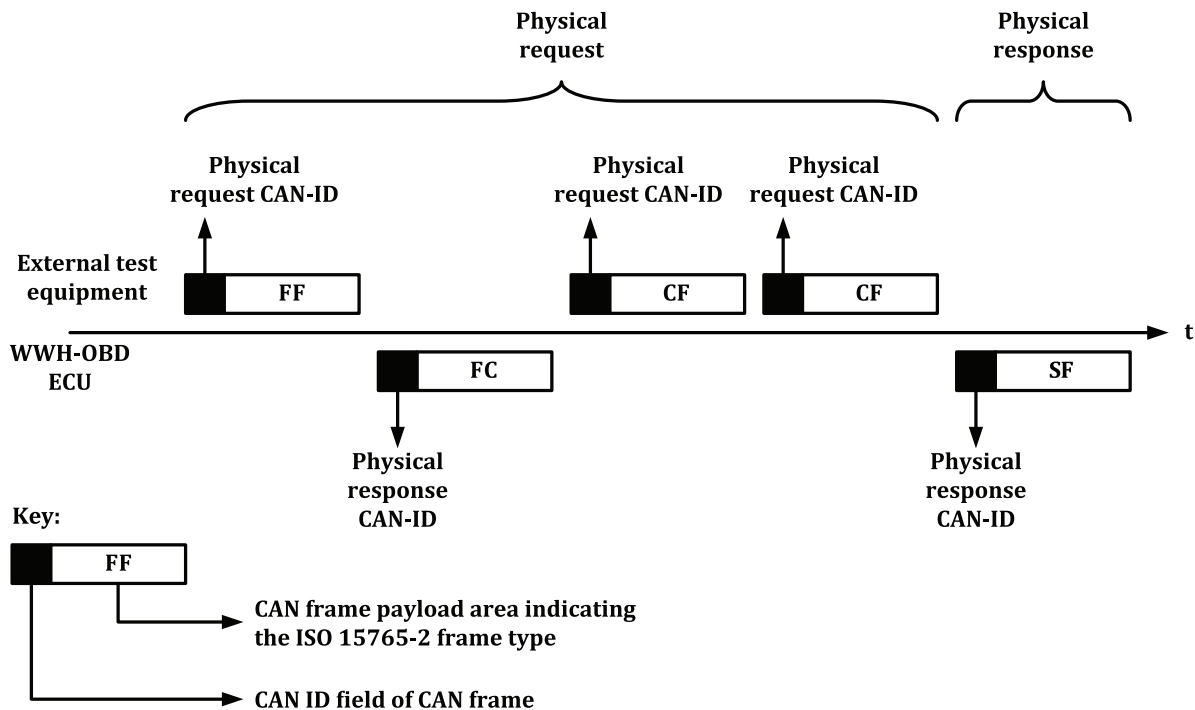 Physical
request
Physical
response
Physical
request CAN-ID
Physical
request CAN-ID
Physical
request CAN-ID
External test
equipment
FF
CF
CF
t
WWH-OBD
ECU
FC
SF
Physical
response
CAN-ID
Physical
response
CAN-ID
Key:
FF
CAN frame payload area indicating
the ISO 15765-2 frame type
CAN ID field of CAN frame